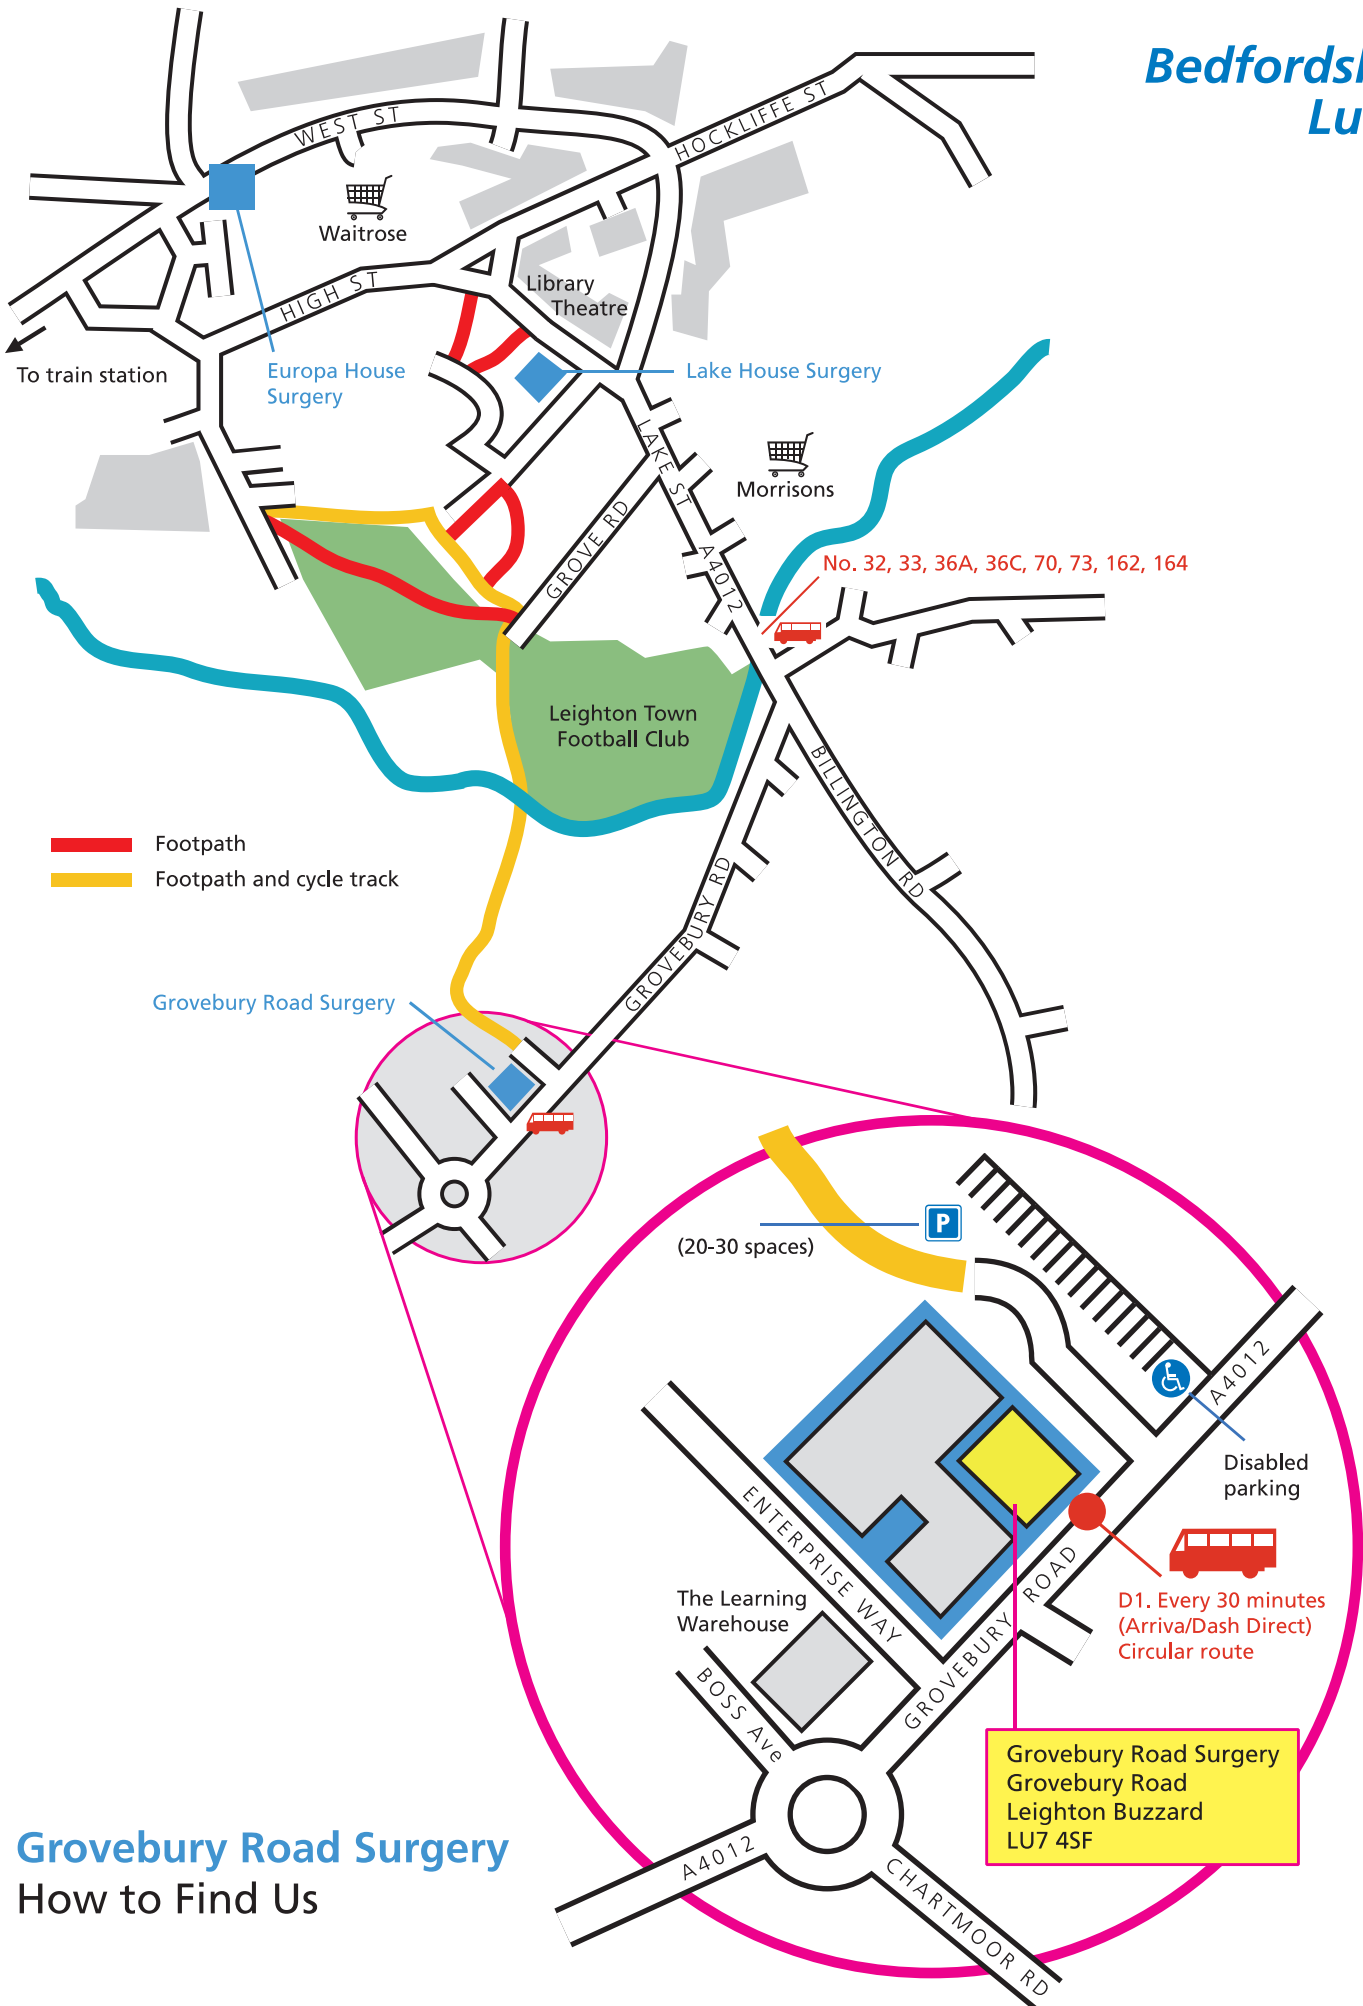 Bedfordsh
Lu
WEST ST
HOCKLIFFE ST
Waitrose
HIGH ST
Library
Theatre
To train station
Europa House
Surgery
Lake House Surgery
LAKE ST
Morrisons
GROVE RD
A4012
No. 32, 33, 36A, 36C, 70, 73, 162, 164
Leighton Town
Football Club
BILLINGTON RD
Footpath
Footpath and cycle track
GROVEBURY RD
Grovebury Road Surgery
P
(20-30 spaces)
A4012
Disabled
parking
ENTERPRISE WAY
GROVEBURY ROAD
The Learning
Warehouse
D1. Every 30 minutes
(Arriva/Dash Direct)
Circular route
BOSS Ave
Grovebury Road Surgery
Grovebury Road
Leighton Buzzard
LU7 4SF
A4012
CHARTMOOR RD
Grovebury Road Surgery
How to Find Us